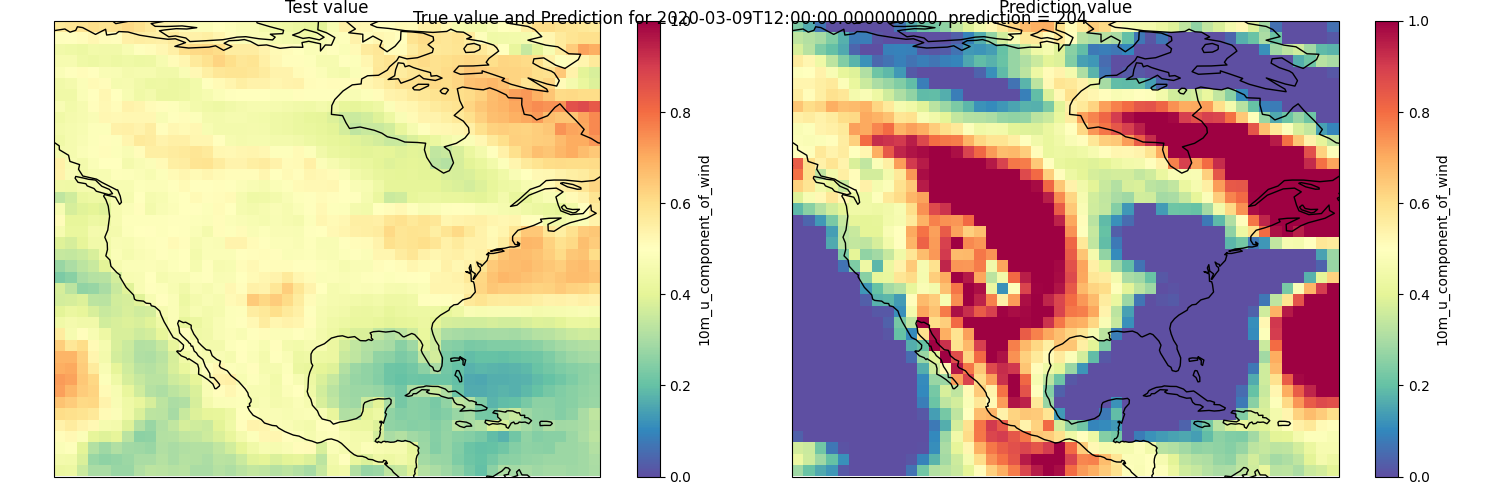 Test value
True value and Prediction for 2020-03-09T12:00:00.000000000, prediction = 204
Prediction value
1.0
0.8
0.6
0.4
0.2
0.0
10m_u_component_of_wind
1.0
0.8
0.6
0.4
0.2
0.0
10m_u_component_of_wind